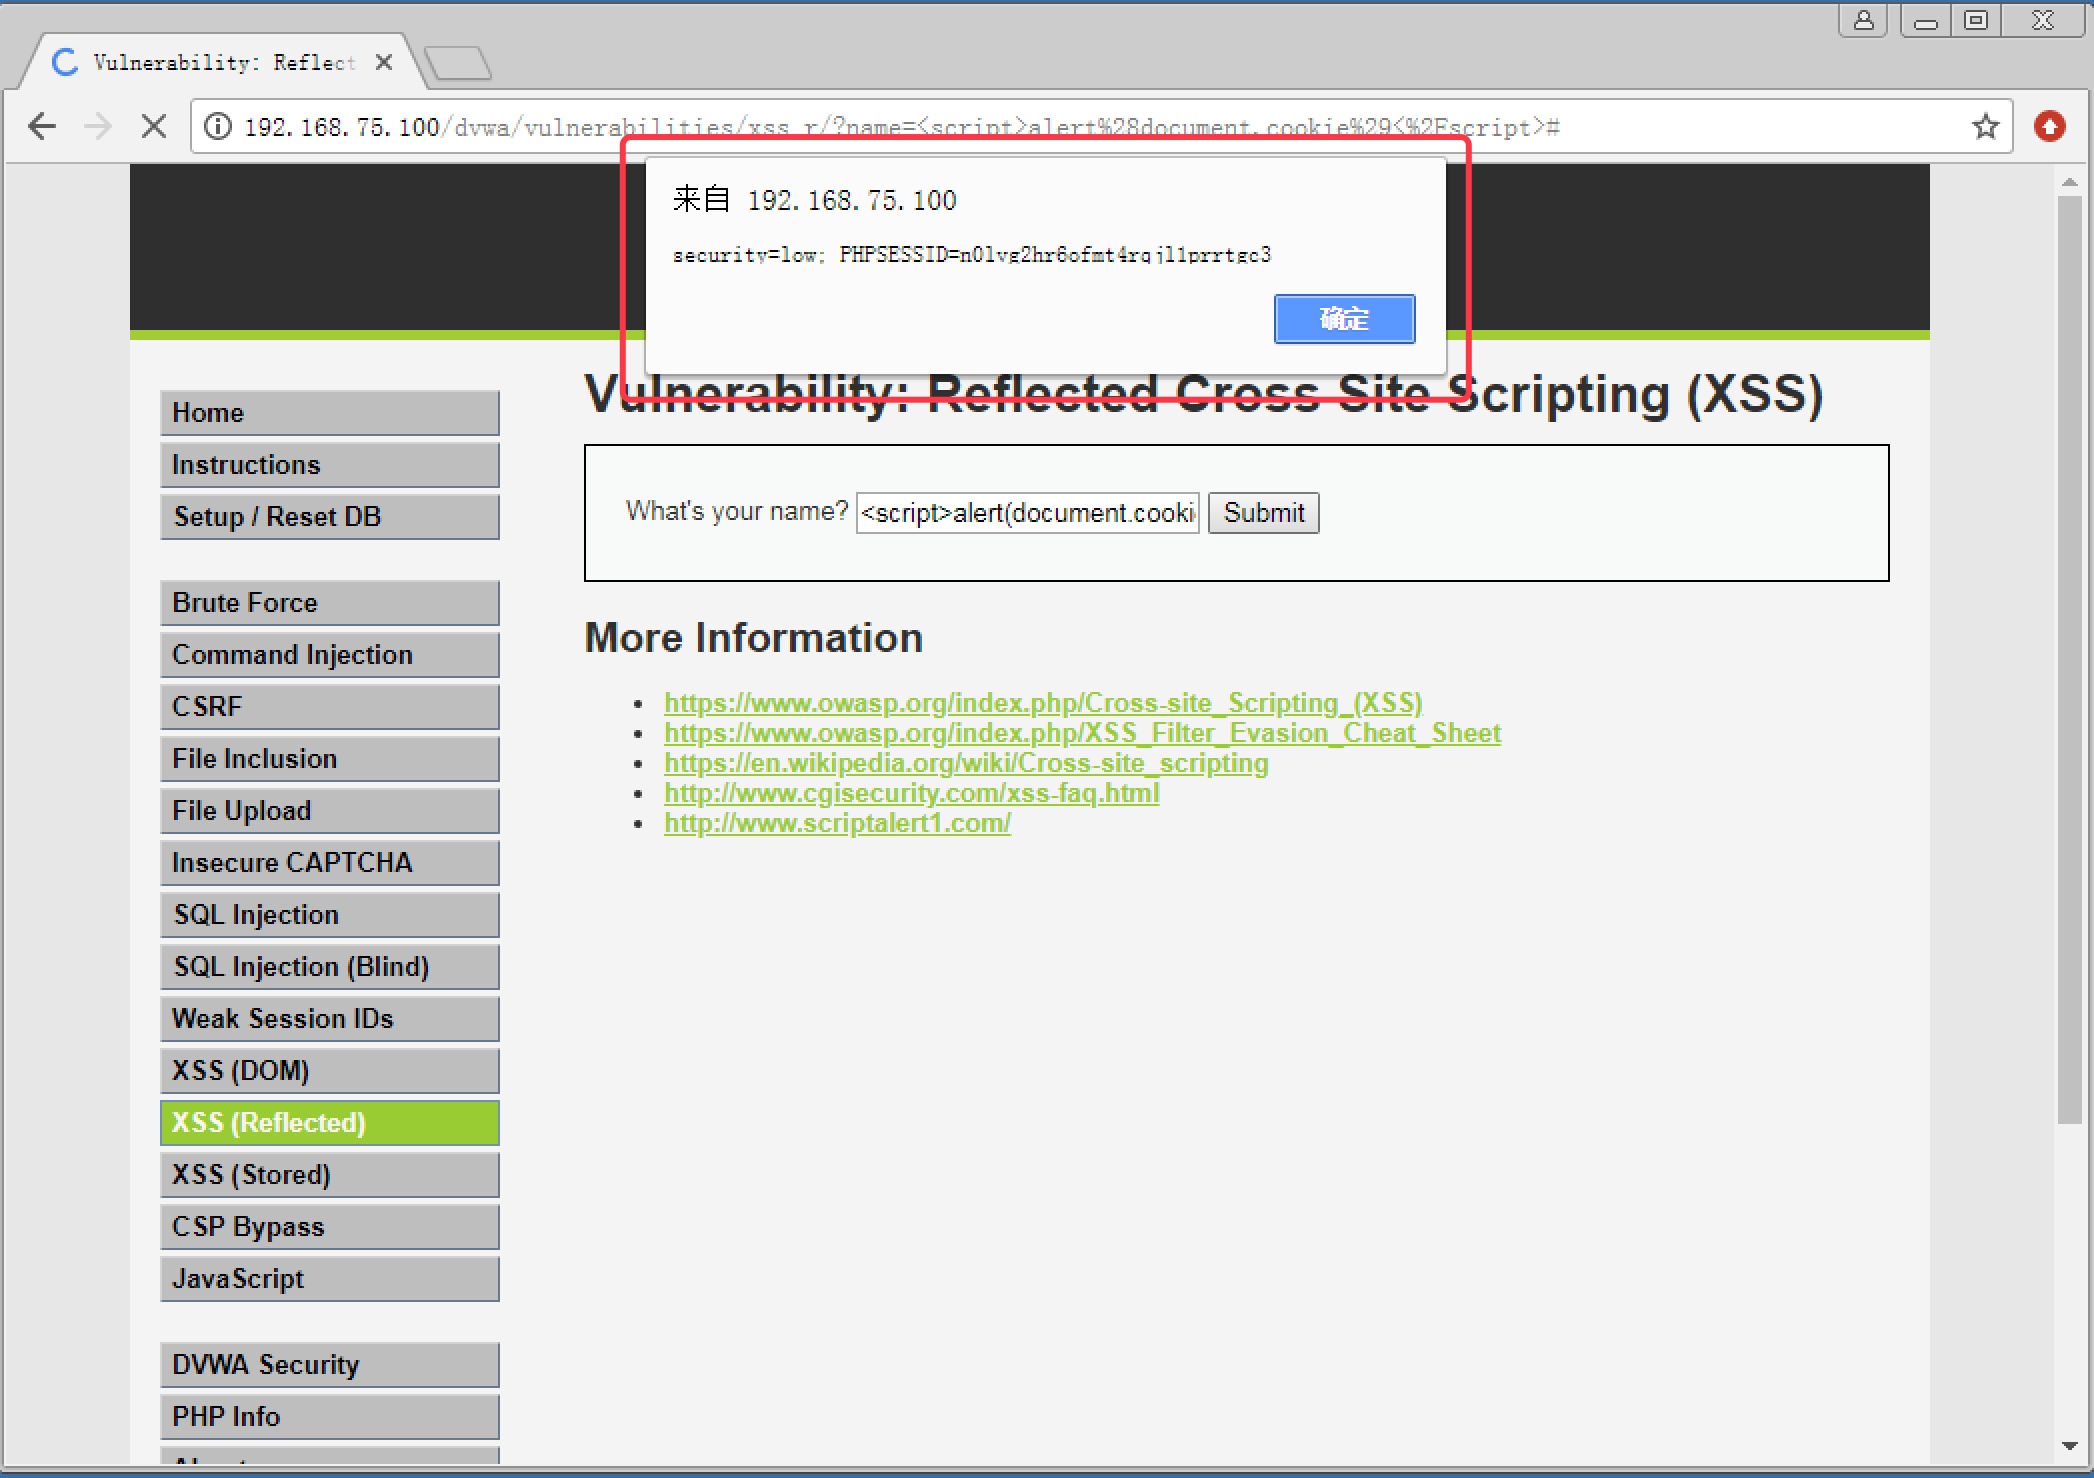 Vulnerability: Reflect
192.168.75.100/dvwa/vulnerabilities/xss_r/?name=<script>alert%28document.cookie%29<%2Fscript>#
来自 192.168.75.100
security=low; PHPSESSID=n0lvg2hr6ofmt4rqjl1prrtgc3
确定
Vulnerability: Reflected Cross Site Scripting (XSS)
What's your name? <script>alert(document.cooki Submit
More Information
https://www.owasp.org/index.php/Cross-site_Scripting_(XSS)
https://www.owasp.org/index.php/XSS_Filter_Evasion_Cheat_Sheet
https://en.wikipedia.org/wiki/Cross-site_scripting
http://www.cgisecurity.com/xss-faq.html
http://www.scriptalert1.com/
Home
Instructions
Setup / Reset DB
Brute Force
Command Injection
CSRF
File Inclusion
File Upload
Insecure CAPTCHA
SQL Injection
SQL Injection (Blind)
Weak Session IDs
XSS (DOM)
XSS (Reflected)
XSS (Stored)
CSP Bypass
JavaScript
DVWA Security
PHP Info